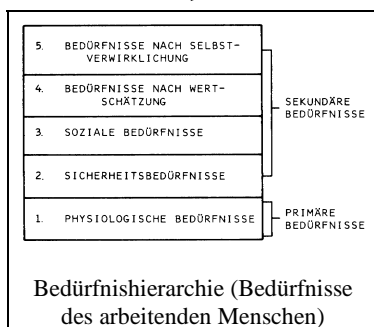 5. BEDÜRFNISSE NACH SELBST-
VERWIRKLICHUNG
4. BEDÜRFNISSE NACH WERT-
SCHÄTZUNG
3. SOZIALE BEDÜRFNISSE
2. SICHERHEITSBEDÜRFNISSE
1. PHYSIOLOGISCHE BEDÜRFNISSE
SEKUNDÄRE
BEDÜRFNISSE
PRIMÄRE
BEDÜRFNISSE
Bedürfnishierarchie (Bedürfnisse
des arbeitenden Menschen)